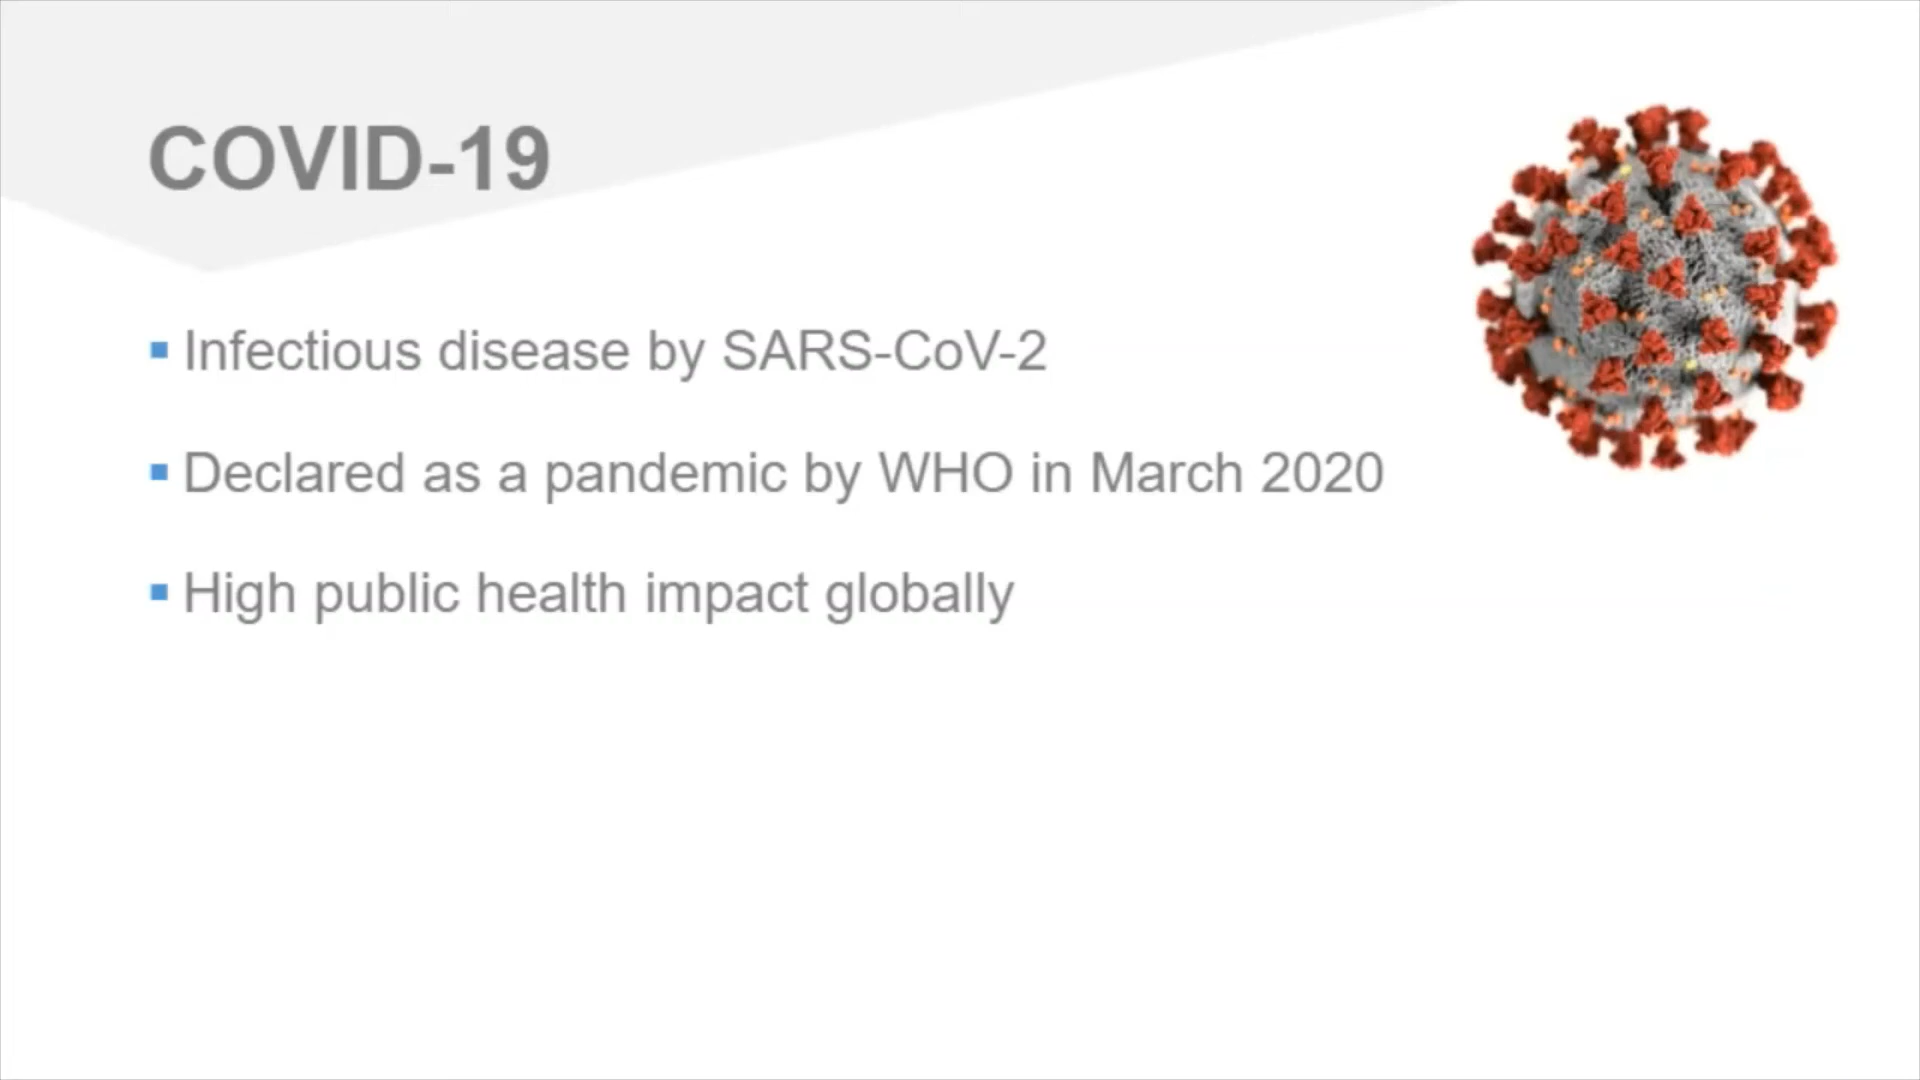 COVID-19
Infectious disease by SARS-CoV-2
Declared as a pandemic by WHO in March 2020
High public health impact globally